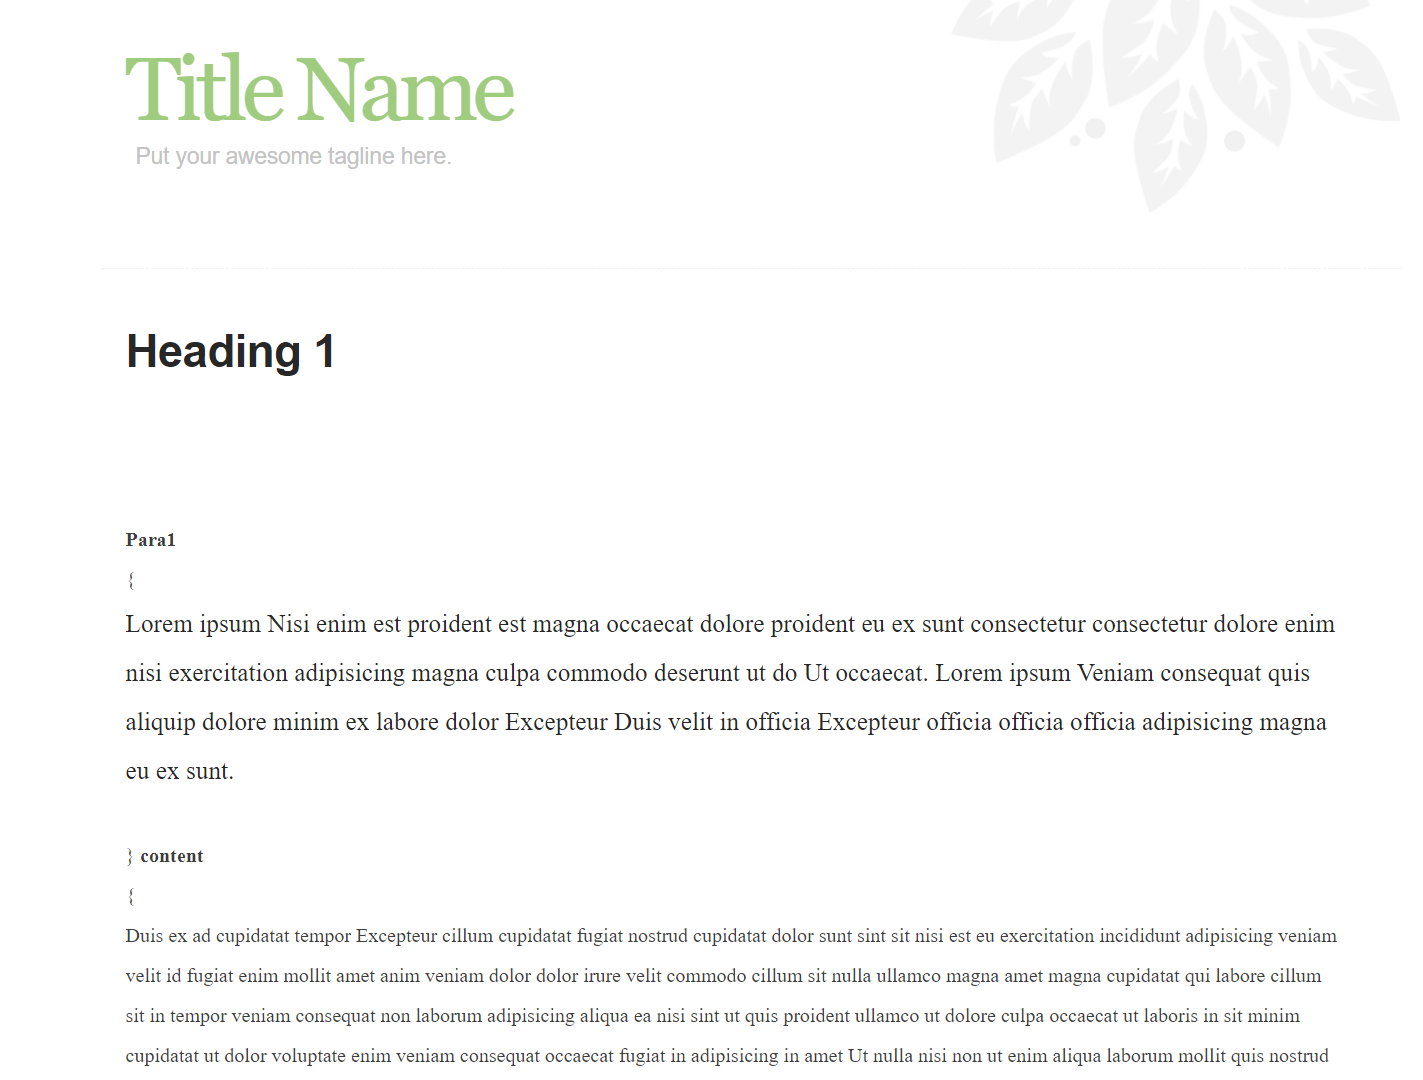 Title Name
Put your awesome tagline here.
Heading 1
Para1
{
Lorem ipsum Nisi enim est proident est magna occaecat dolore proident eu ex sunt consectetur consectetur dolore enim
nisi exercitation adipisicing magna culpa commodo deserunt ut do Ut occaecat. Lorem ipsum Veniam consequat quis
aliquip dolore minim ex labore dolor Excepteur Duis velit in officia Excepteur officia officia officia adipisicing magna
eu ex sunt.
} content
{
Duis ex ad cupidatat tempor Excepteur cillum cupidatat fugiat nostrud cupidatat dolor sunt sint sit nisi est eu exercitation incididunt adipisicing veniam
velit id fugiat enim mollit amet anim veniam dolor dolor irure velit commodo cillum sit nulla ullamco magna amet magna cupidatat qui labore cillum
sit in tempor veniam consequat non laborum adipisicing aliqua ea nisi sint ut quis proident ullamco ut dolore culpa occaecat ut laboris in sit minim
cupidatat ut dolor voluptate enim veniam consequat occaecat fugiat in adipisicing in amet Ut nulla nisi non ut enim aliqua laborum mollit quis nostrud